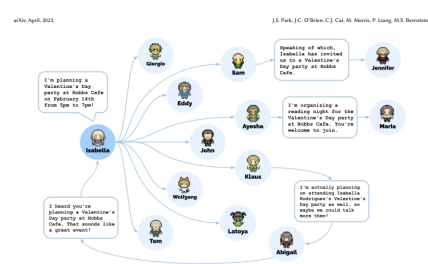 arXiv, April, 2023,
J.S. Park, J.C. O'Brien, C.J. Cai, M. Morris, P. Liang, M.S. Bernstein
Giorgio
Sam
Speaking of which,
Isabella has invited
us to a Valentine's
Day party at Hobbs
Cafe.
Jennifer
I'm planning a
Valentine's Day
party at Hobbs Cafe
on February 14th
from 5pm to 7pm!
Eddy
Isabella
John
Ayesha
I'm organizing a
reading night for the
Valentine's Day party
at Hobbs Cafe. You're
welcome to join.
Maria
Klaus
Wolfgang
I'm actually planning
on attending Isabella
Rodriguez's Valentine's
Day party as well, so
maybe we could talk
more then!
I heard you're
planning a Valentine's
Day party at Hobbs
Cafe. That sounds like
a great event!
Tom
Latoya
Abigail